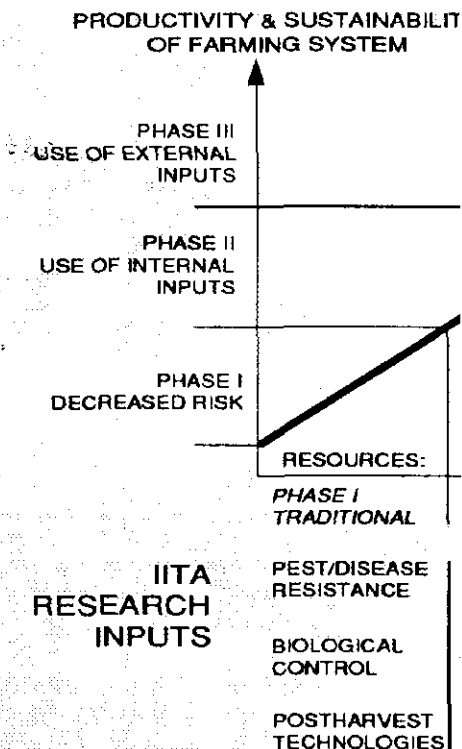 PRODUCTIVITY & SUSTAINABILIT
OF FARMING SYSTEM
PHASE III
USE OF EXTERNAL
INPUTS
PHASE II
USE OF INTERNAL
INPUTS
PHASE I
DECREASED RISK
RESOURCES:
PHASE I
TRADITIONAL
IITA
RESEARCH
INPUTS
PEST/DISEASE
RESISTANCE
BIOLOGICAL
CONTROL
POSTHARVEST
TECHNOLOGIES